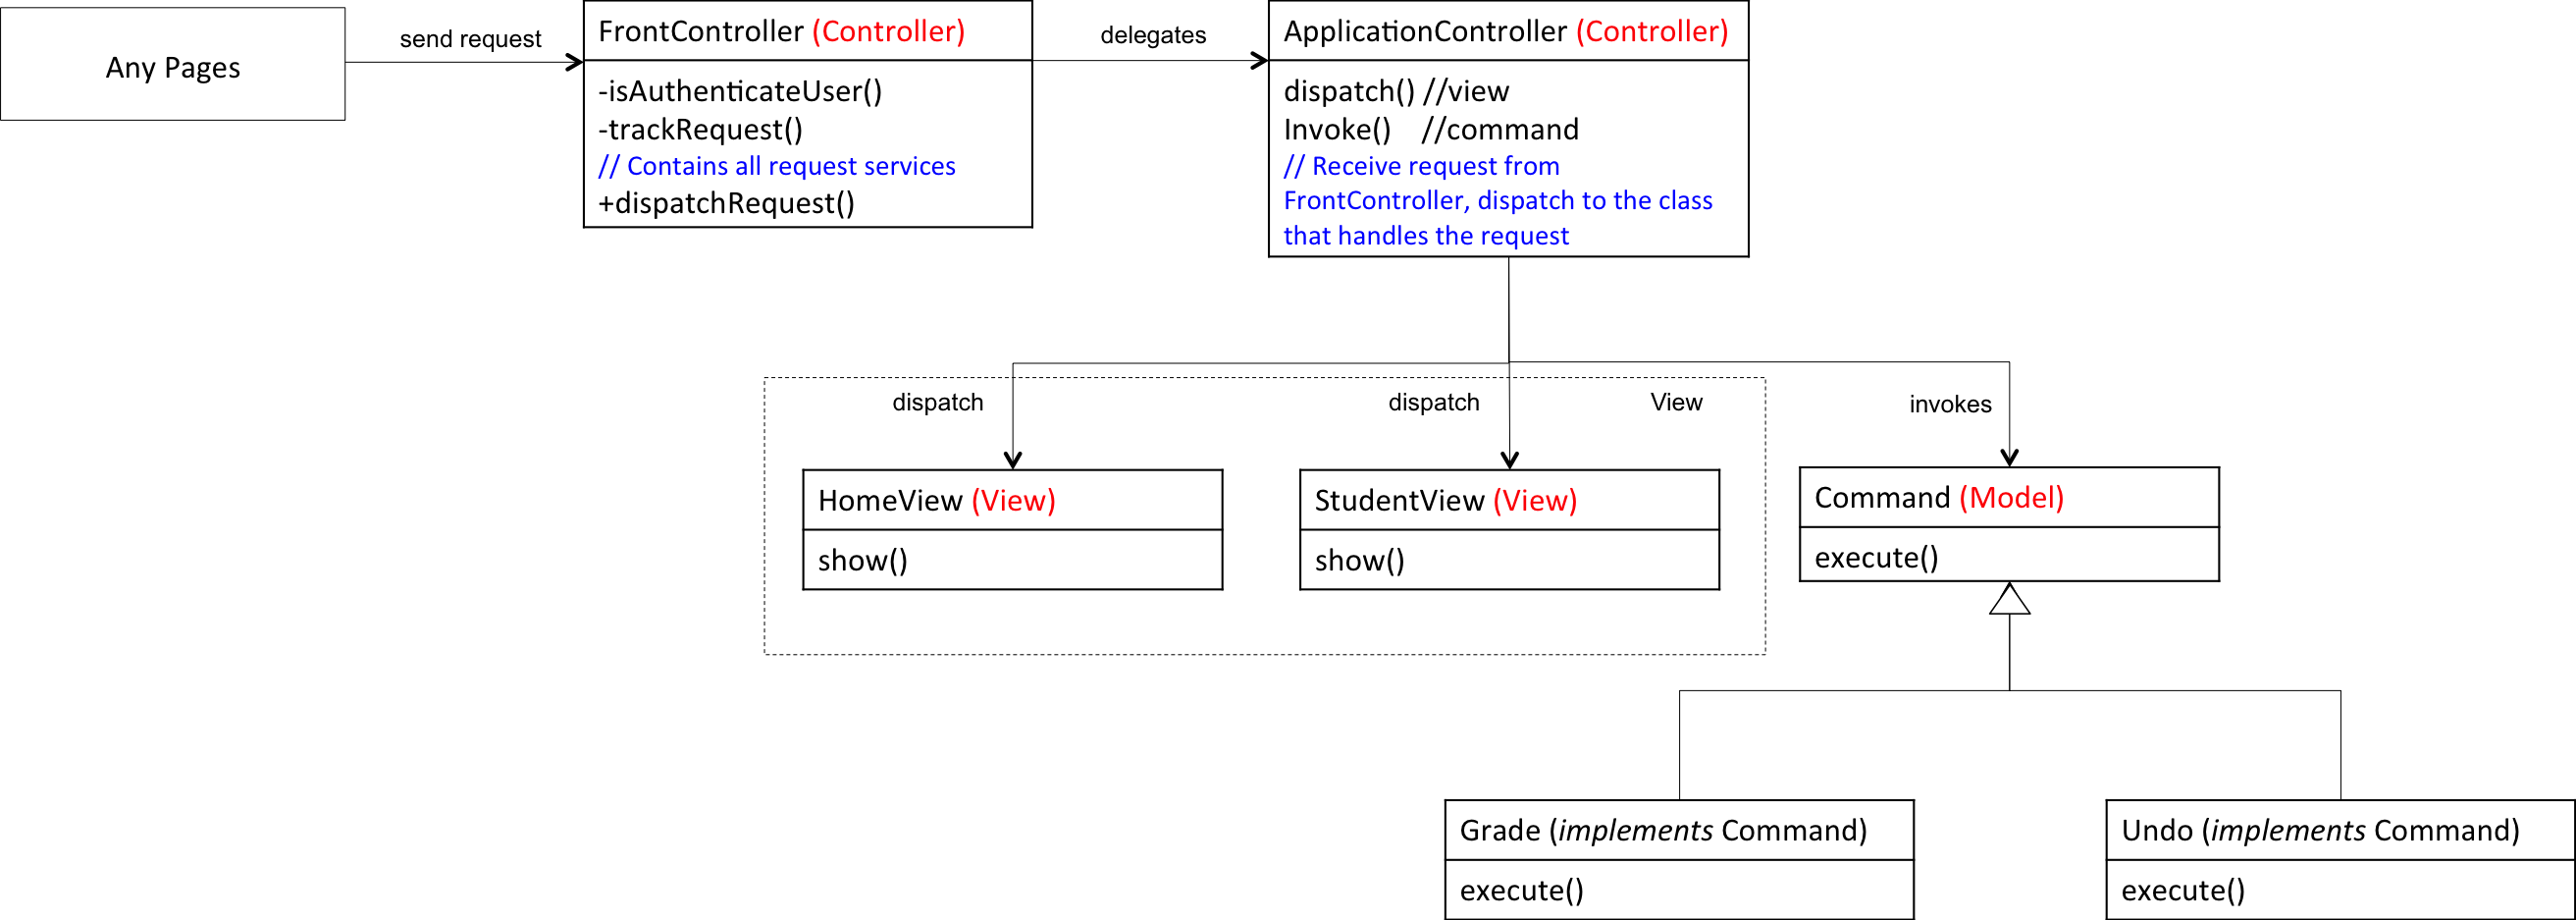 Any Pages
send request
FrontController (Controller)
-isAuthenticateUser()
-trackRequest()
// Contains all request services
+dispatchRequest()
delegates
ApplicationController (Controller)
dispatch() //view
Invoke() //command
// Receive request from
FrontController, dispatch to the class
that handles the request
dispatch
dispatch
View
invokes
HomeView (View)
show()
StudentView (View)
show()
Command (Model)
execute()
Grade (implements Command)
execute()
Undo (implements Command)
execute()